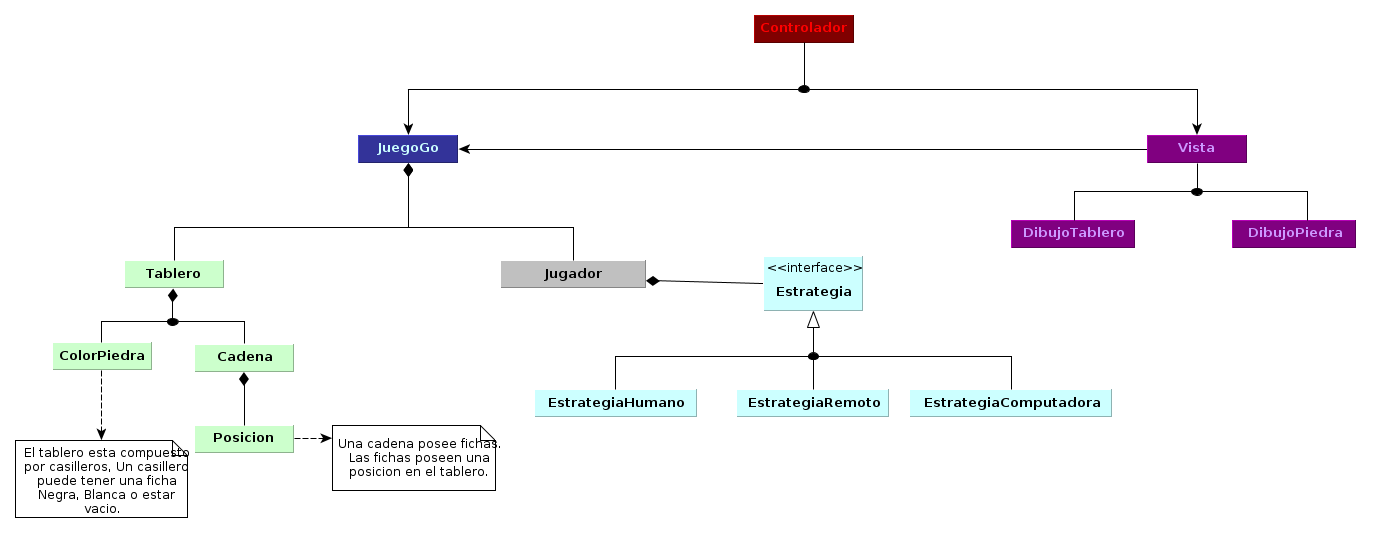 Controlador
JuegoGo
Vista
DibujoTablero
DibujoPiedra
Tablero
Jugador
<<interface>>
Estrategia
ColorPiedra
Cadena
EstrategiaHumano
EstrategiaRemoto
EstrategiaComputadora
Posicion
El tablero esta compuesto
por casilleros, Un casillero
puede tener una ficha
Negra, Blanca o estar
vacio.
Una cadena posee fichas.
Las fichas poseen una
posicion en el tablero.